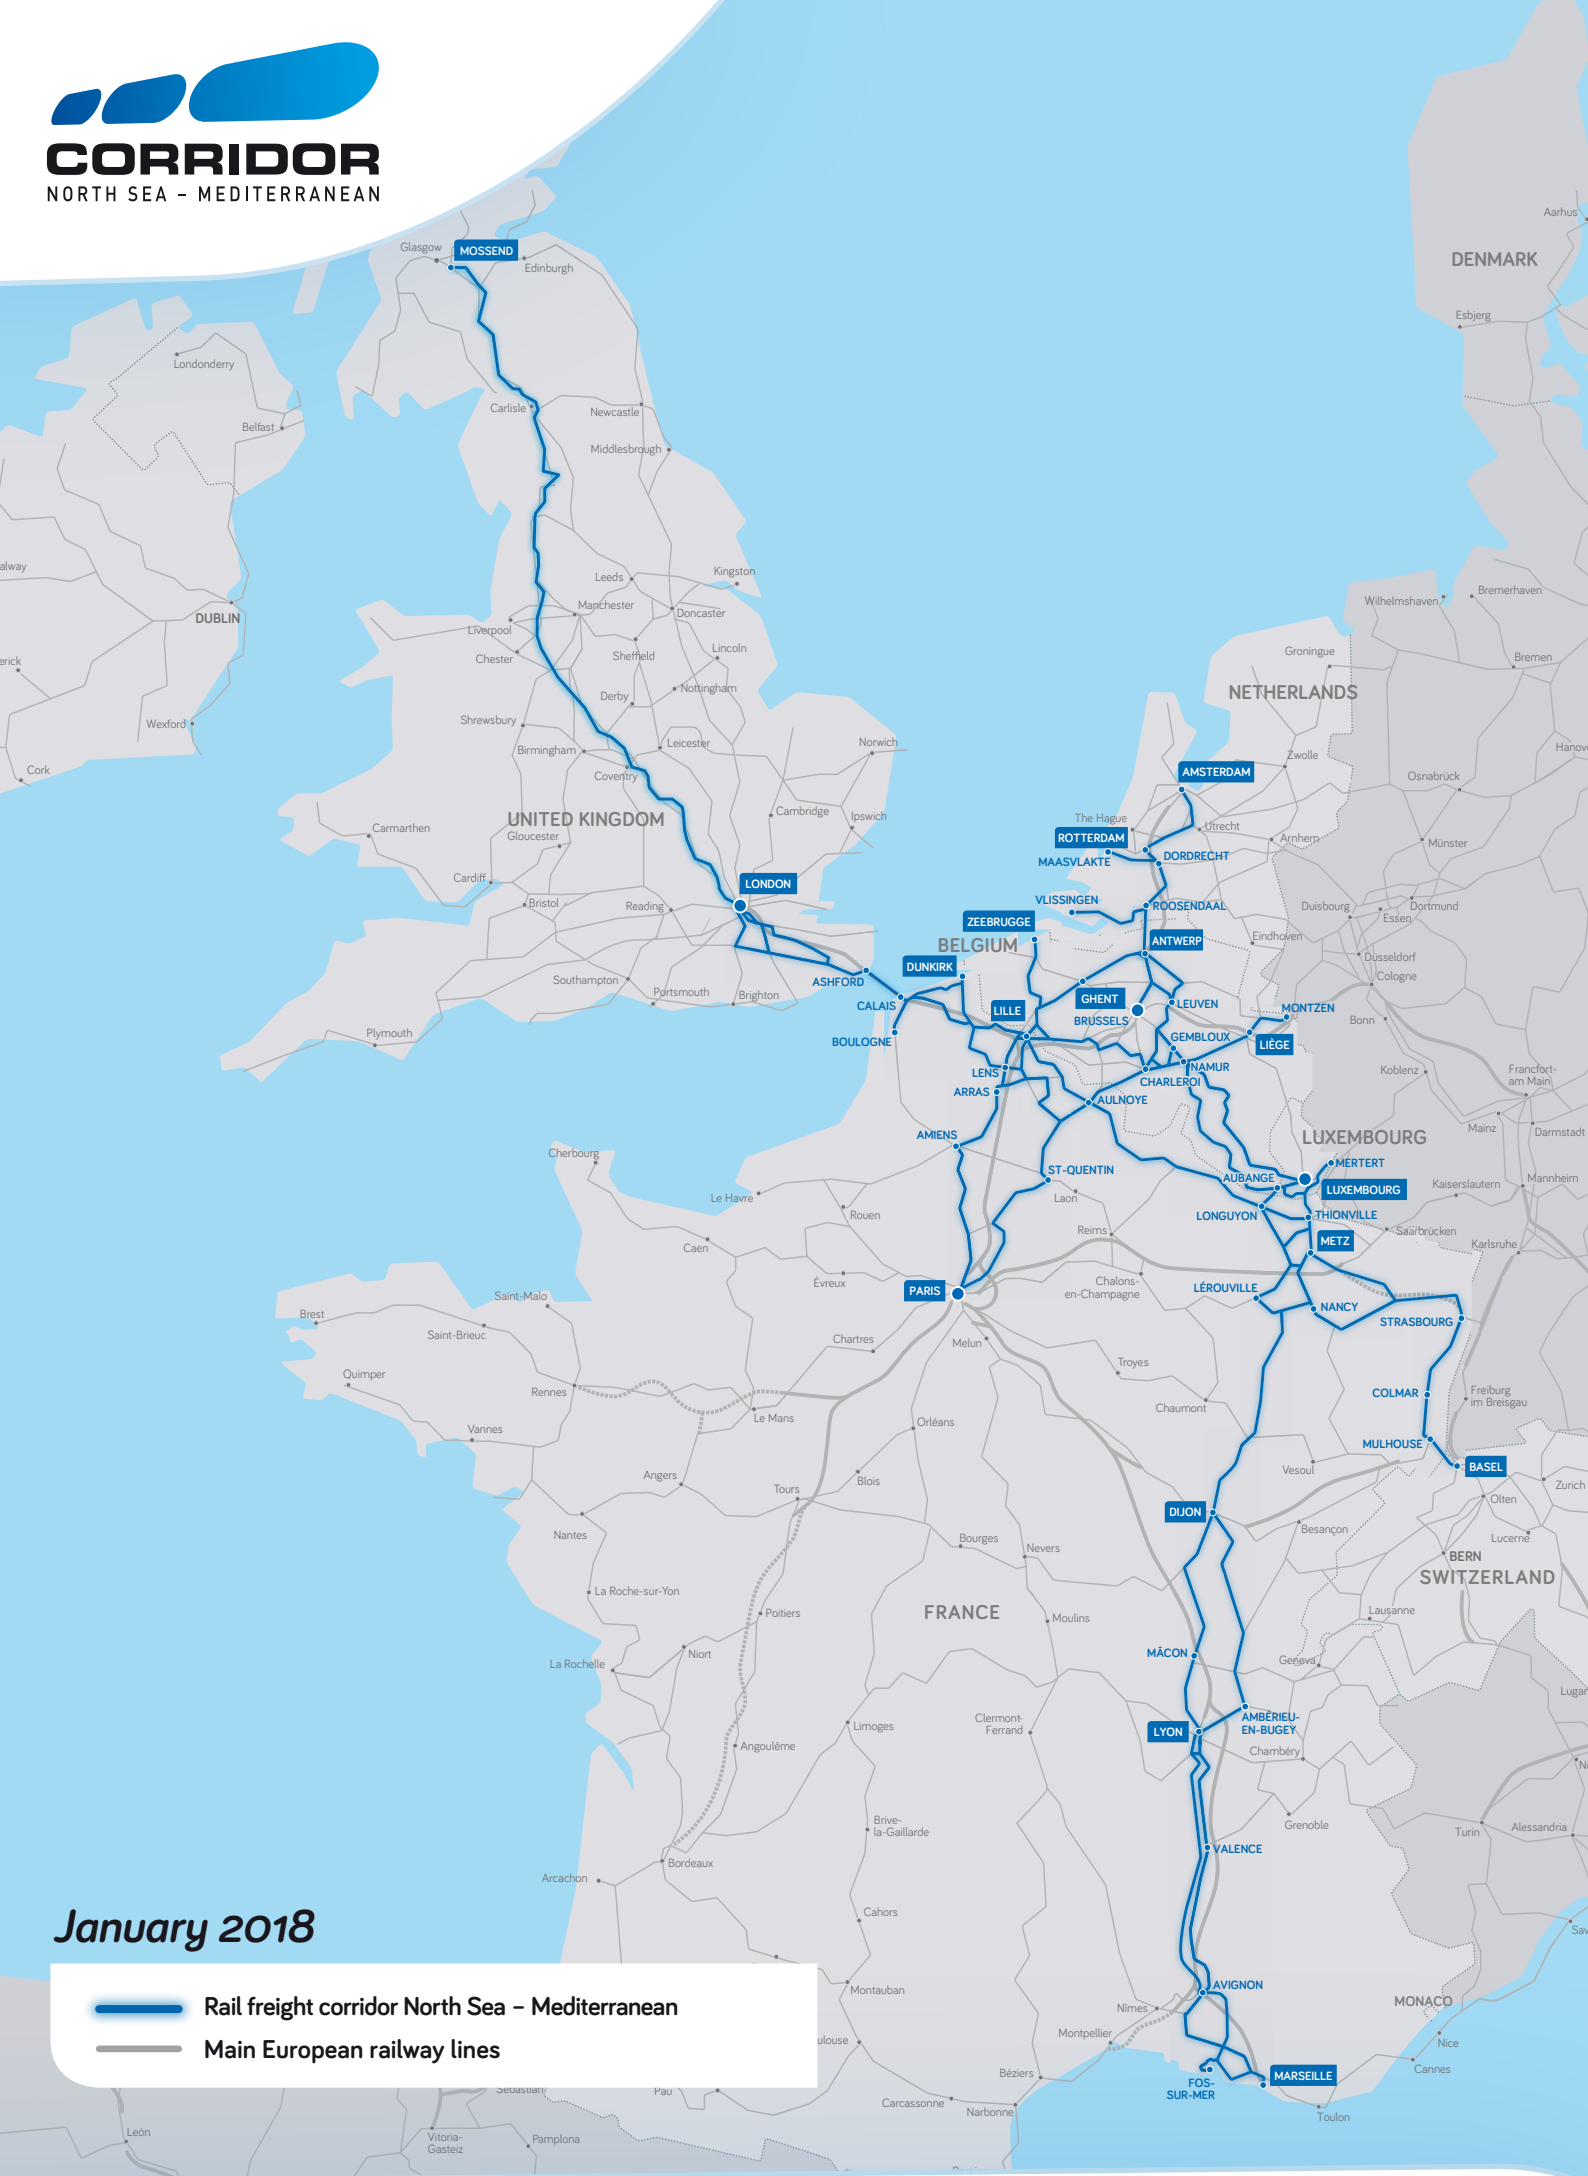 CORRIDOR
NORTH SEA – MEDITERRANEAN
Aarhus
DENMARK
Glasgow
MOSSEND
Edinburgh
Esbjerg
Londonderry
Carlisle
Newcastle
Belfast
Middlesbrough
alway
Leeds
Kingston
Wilhelmshaven
Bremerhaven
DUBLIN
Manchester
Doncaster
Liverpool
Chester
Sheffield
Lincoln
Groningue
Bremen
erick
Derby
Nottingham
NETHERLANDS
Wexford
Shrewsbury
Birmingham
Leicester
Norwich
Zwolle
Hanov
Cork
Coventry
AMSTERDAM
Osnabrück
UNITED KINGDOM
Cambridge
Ipswich
The Hague
Utrecht
Carmarthen
Gloucester
ROTTERDAM
Arnhem
Münster
MAASVLAKTE
DORDRECHT
Cardiff
LONDON
Bristol
Reading
VLISSINGEN
ROOSENDAAL
Duisbourg
Dortmund
Essen
ZEEBRUGGE
BELGIUM
ANTWERP
Eindhoven
Düsseldorf
Southampton
ASHFORD
DUNKIRK
Cologne
Portsmouth
Brighton
CALAIS
LILLE
GHENT
LEUVEN
MONTZEN
Plymouth
BOULOGNE
BRUSSELS
GEMBLOUX
LIÈGE
Bonn
LENS
NAMUR
Koblenz
Francfort-
am Main
CHARLEROI
ARRAS
AULNOYE
AMIENS
LUXEMBOURG
Mainz
Darmstadt
Cherbourg
ST-QUENTIN
MERTERT
AUBANGE
Kaiserslautern
Mannheim
Le Havre
Laon
LUXEMBOURG
Rouen
LONGUYON
THIONVILLE
Caen
Reims
Saarbrücken
METZ
Karlsruhe
Évreux
PARIS
Chalons-
en-Champagne
LÉROUVILLE
Saint-Malo
NANCY
Brest
STRASBOURG
Saint-Brieuc
Chartres
Melun
Quimper
Rennes
Troyes
COLMAR
Freiburg
im Breisgau
Le Mans
Orléans
Chaumont
Vannes
MULHOUSE
BASEL
Angers
Blois
Vesoul
Tours
Zurich
Olten
Nantes
DIJON
Besançon
Bourges
Nevers
Lucerne
BERN
SWITZERLAND
La Roche-sur-Yon
Poitiers
FRANCE
Moulins
Lausanne
Niort
MÂCON
La Rochelle
Geneva
Lugar
Limoges
Clermont-
Ferrand
AMBÉRIEU-
EN-BUGEY
LYON
Angoulême
Chambéry
Brive-
la-Gaillarde
Grenoble
Turin
Alessandria
Bordeaux
VALENCE
Arcachon
Cahors
January 2018
Sav
Rail freight corridor North Sea – Mediterranean
Montauban
AVIGNON
MONACO
Nîmes
Main European railway lines
ulouse
Montpellier
Nice
Cannes
Béziers
MARSEILLE
FOS-
SUR-MER
Sebastian
Pau
Carcassonne
Narbonne
Toulon
León
Vitoria-
Gasteiz
Pamplona